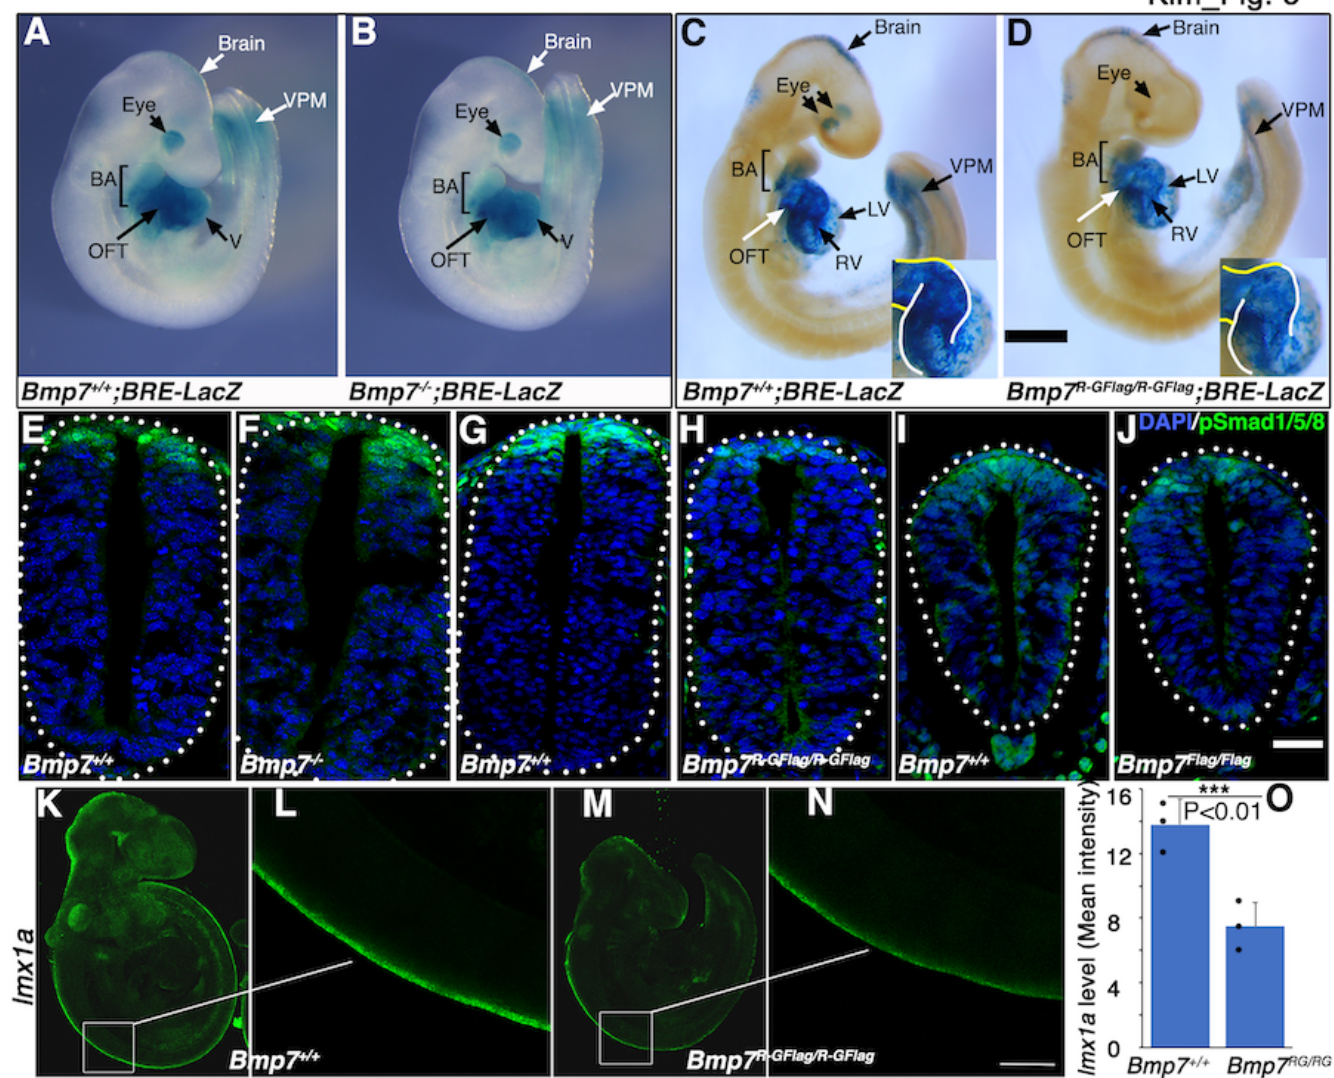 Kim_Fig. 
A
Brain
VPM
Eye
BA
OFT
V
Bmp7+/+;BRE-LacZ
B
Brain
VPM
Eye
BA
OFT
V
Bmp7-/-;BRE-LacZ
C
Brain
Eye
BA
VPM
LV
OFT
RV
Bmp7+/+;BRE-LacZ
D
Brain
Eye
VPM
BA
LV
OFT
RV
Bmp7R-GFlag/R-GFlag;BRE-LacZ
E
Bmp7+/+
F
Bmp7-/-
G
Bmp7+/+
H
Bmp7R-GFlag/R-GFlag
I
Bmp7+/+
J
DAPI/pSmad1/5/8
Bmp7Flag/Flag
lmx1a
K
L
Bmp7+/+
M
N
Bmp7R-GFlag/R-GFlag
O
***
P<0.01
lmx1a level (Mean intensity)
16
12
8
4
0
Bmp7+/+
Bmp7RG/RG